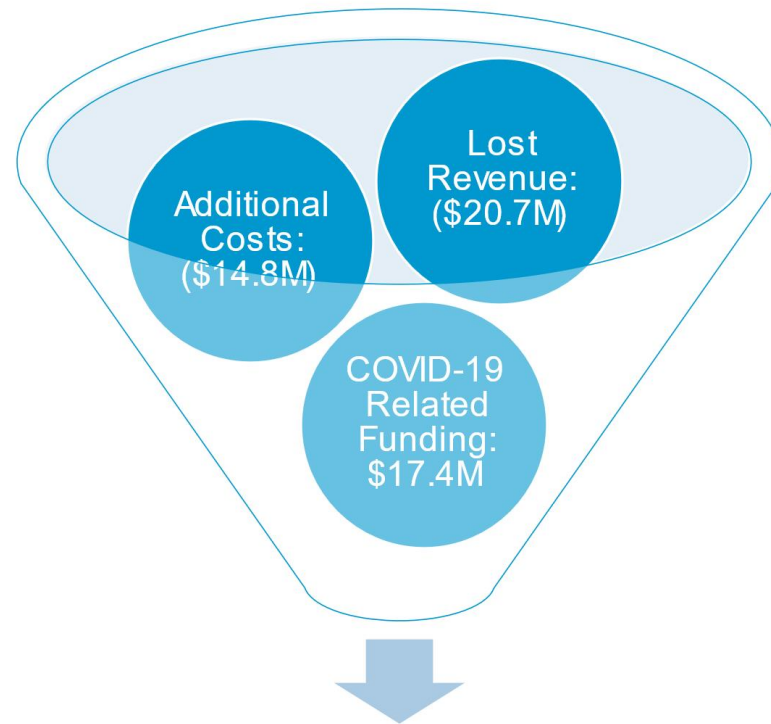 Lost
Revenue:
($20.7M)
Additional
Costs:
($14.8M)
COVID-19
Related
Funding:
$17.4M